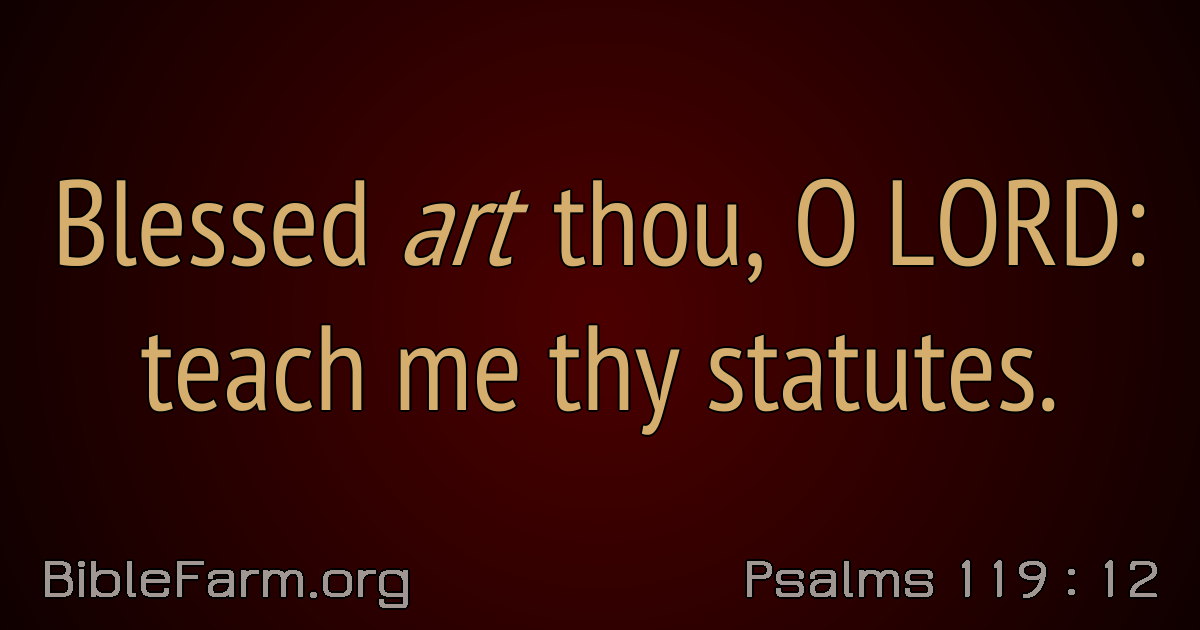 Blessed art thou, O LORD:
teach me thy statutes.
BibleFarm.org
Psalms 119 : 12